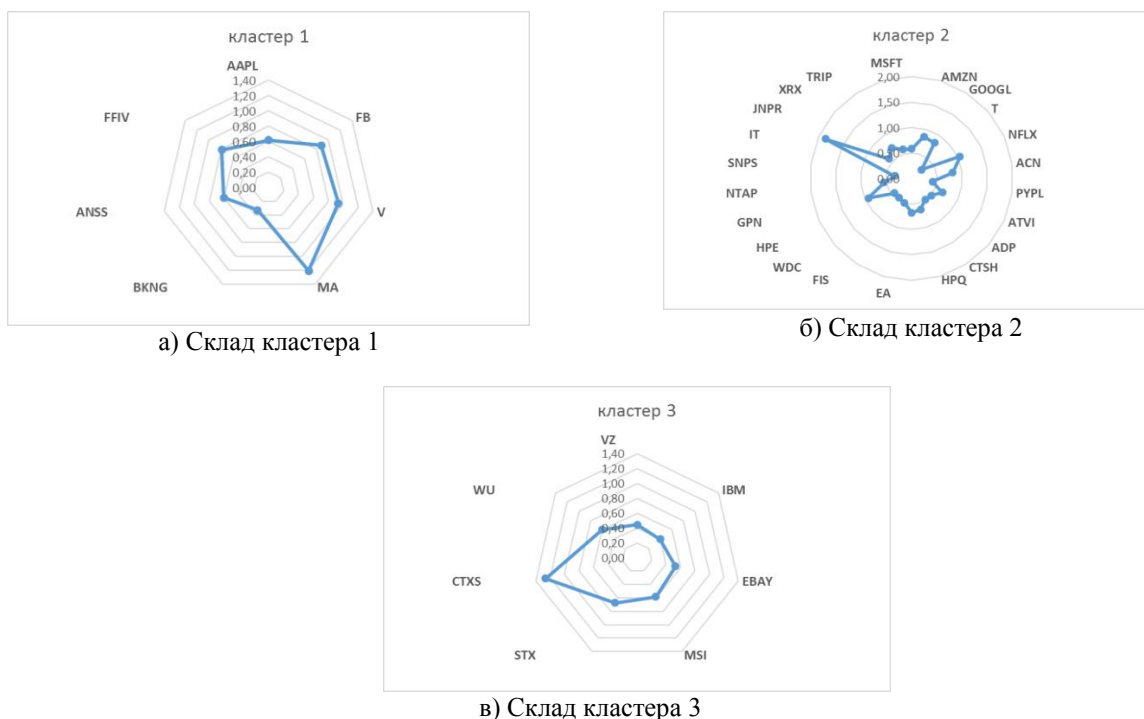 кластер 1
AAPL
1,40
1,20
1,00
0,80
0,60
0,40
0,20
0,00
FB
V
MA
BKNG
ANSS
FFIV
а) Склад кластера 1
кластер 2
MSFT
2,00
1,50
1,00
0,50
0,00
AMZN
GOOGL
T
NFLX
ACN
PYPL
ATVI
ADP
CTSH
HPQ
EA
FIS
WDC
HPE
GPN
NTAP
SNPS
IT
JNPR
XRX
TRIP
б) Склад кластера 2
кластер 3
VZ
1,40
1,20
1,00
0,80
0,60
0,40
0,20
0,00
IBM
EBAY
MSI
STX
CTXS
WU
в) Склад кластера 3